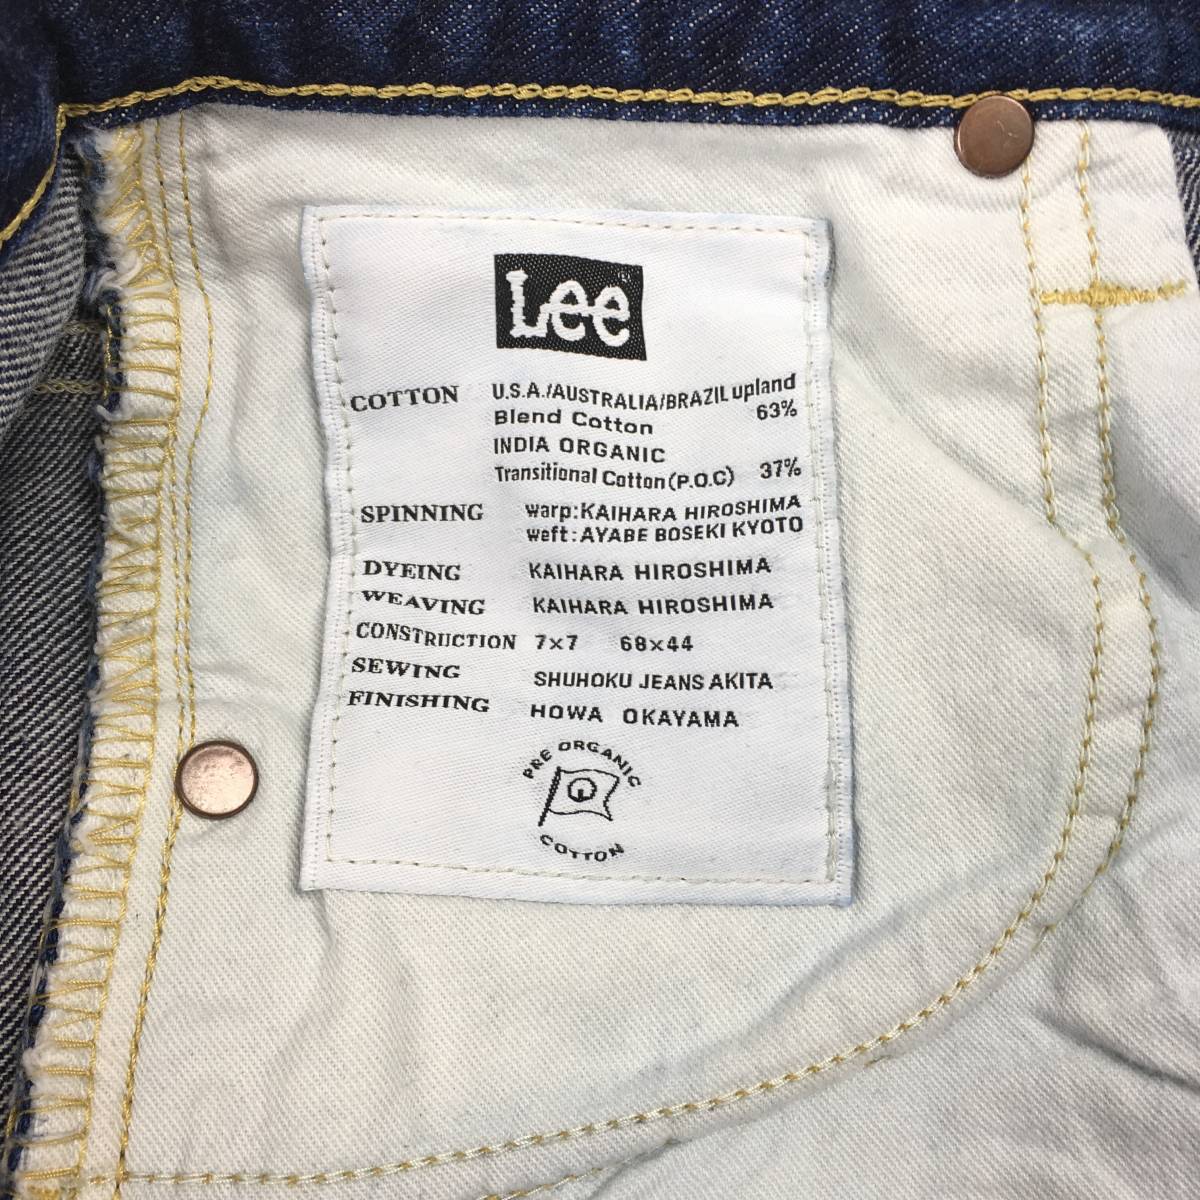 Lee®
COTTON U.S.A./AUSTRALIA/BRAZIL upland
Blend Cotton 63%
INDIA ORGANIC
Transitional Cotton(P.O.C) 37%
SPINNING warp:KAIHARA HIROSHIMA
weft:AYABE BOSEKI KYOTO
DYEING KAIHARA HIROSHIMA
WEAVING KAIHARA HIROSHIMA
CONSTRUCTION 7×7 68×44
SEWING SHUHOKU JEANS AKITA
FINISHING HOWA OKAYAMA
PRE ORGANIC
COTTON